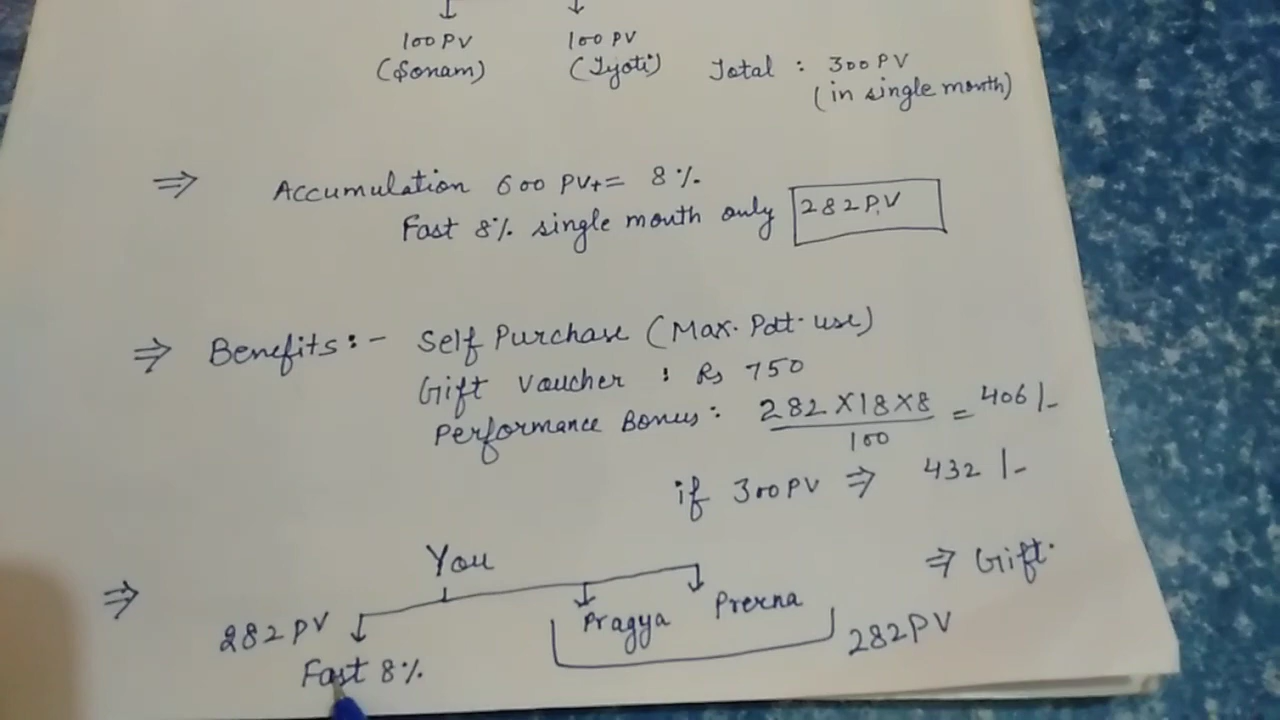 100 PV 100 PV
(Sonam) (Jyoti) Total : 300 PV
(in single month)
⇒ Accumulation 600 PV+ = 8%
Fast 8% single month only 282 P.V
⇒ Benefits :- Self Purchase (Max. Pdt. use)
Gift Voucher : Rs 750
Performance Bonus : 282 X 18 X 8 / 100 = 406/-
if 300 PV ⇒ 432 /-
You ⇒ Gift.
⇒ 282 PV Pragya Prerna 282 PV
Fast 8%